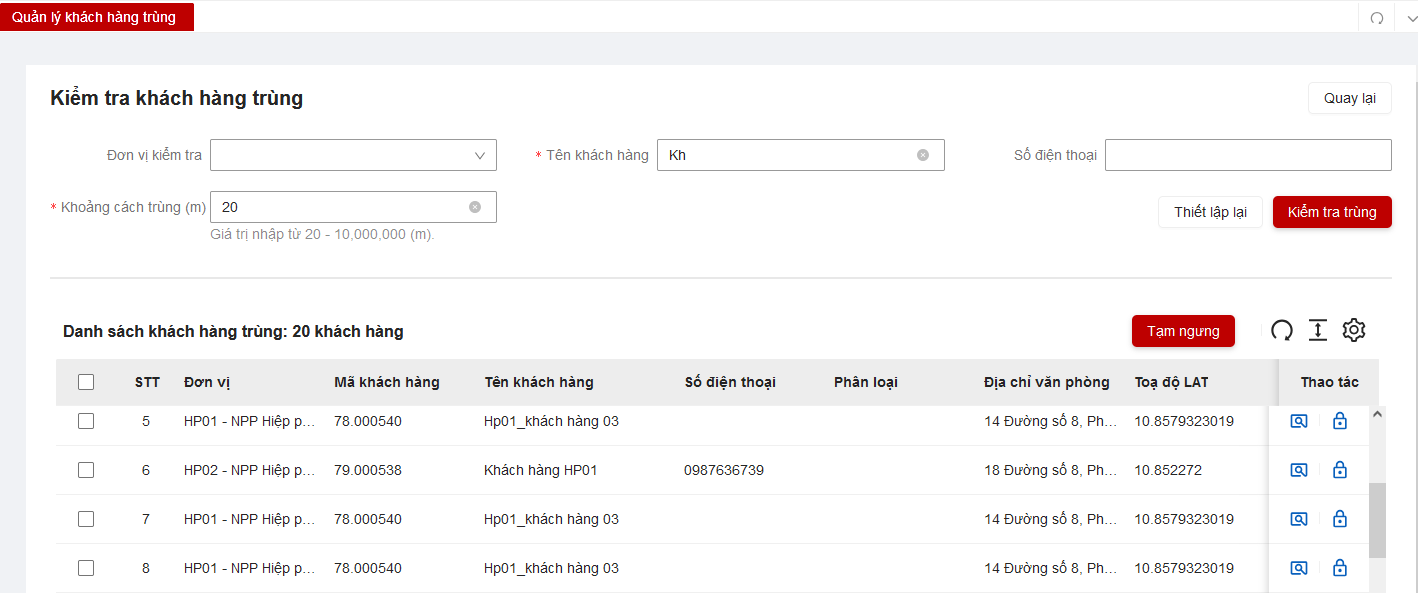 Quản lý khách hàng trùng
Kiểm tra khách hàng trùng
Quay lại
Đơn vị kiểm tra
* Tên khách hàng Kh
Số điện thoại
* Khoảng cách trùng (m) 20
Giá trị nhập từ 20 - 10,000,000 (m).
Thiết lập lại
Kiểm tra trùng
Danh sách khách hàng trùng: 20 khách hàng
Tạm ngưng
STT Đơn vị Mã khách hàng Tên khách hàng Số điện thoại Phân loại Địa chỉ văn phòng Toạ độ LAT Thao tác
5 HP01 - NPP Hiệp p... 78.000540 Hp01_khách hàng 03 14 Đường số 8, Ph... 10.8579323019
6 HP02 - NPP Hiệp p... 79.000538 Khách hàng HP01 0987636739 18 Đường số 8, Ph... 10.852272
7 HP01 - NPP Hiệp p... 78.000540 Hp01_khách hàng 03 14 Đường số 8, Ph... 10.8579323019
8 HP01 - NPP Hiệp p... 78.000540 Hp01_khách hàng 03 14 Đường số 8, Ph... 10.8579323019